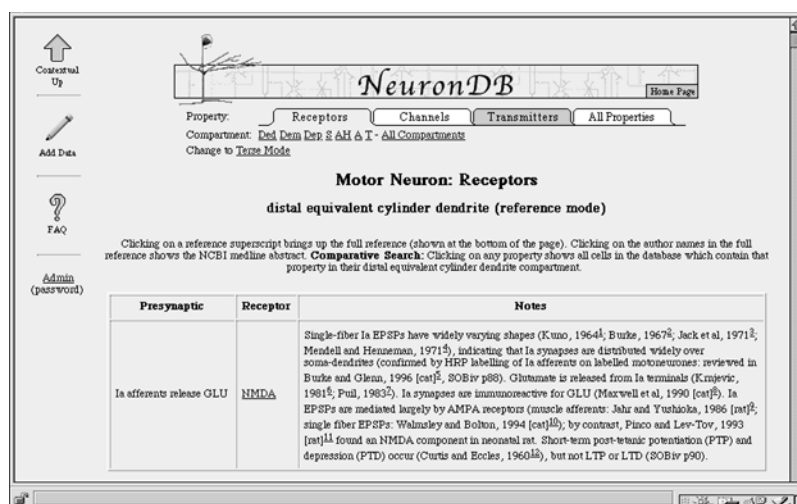 Contextual
Up
Add Data
FAQ
Admin
(password)
NeuronDB
Home Page
Property: Receptors Channels Transmitters All Properties
Compartment: Ded Dem Dep S AH A T - All Compartments
Change to Terse Mode
Motor Neuron: Receptors
distal equivalent cylinder dendrite (reference mode)
Clicking on a reference superscript brings up the full reference (shown at the bottom of the page). Clicking on the author names in the full
reference shows the NCBI medline abstract. Comparative Search: Clicking on any property shows all cells in the database which contain that
property in their distal equivalent cylinder dendrite compartment.
Presynaptic Receptor Notes
Ia afferents release GLU NMDA
Single-fiber Ia EPSPs have widely varying shapes (Kuno, 1964¹; Burke, 1967²; Jack et al, 1971³;
Mendell and Henneman, 1971⁴), indicating that Ia synapses are distributed widely over
soma-dendrites (confirmed by HRP labelling of Ia afferents on labelled motoneurones: reviewed in
Burke and Glenn, 1996 [cat]⁵, SOBiv p88). Glutamate is released from Ia terminals (Krnjevic,
1981⁶; Puil, 1983⁷). Ia synapses are immunoreactive for GLU (Maxwell et al, 1990 [cat]⁸). Ia
EPSPs are mediated largely by AMPA receptors (muscle afferents: Jahr and Yushioka, 1986 [rat]⁹;
single fiber EPSPs: Walmsley and Bolton, 1994 [cat]¹⁰); by contrast, Pinco and Lev-Tov, 1993
[rat]¹¹ found an NMDA component in neonatal rat. Short-term post-tetanic potentiation (PTP) and
depression (PTD) occur (Curtis and Eccles, 1960¹²), but not LTP or LTD (SOBiv p90).